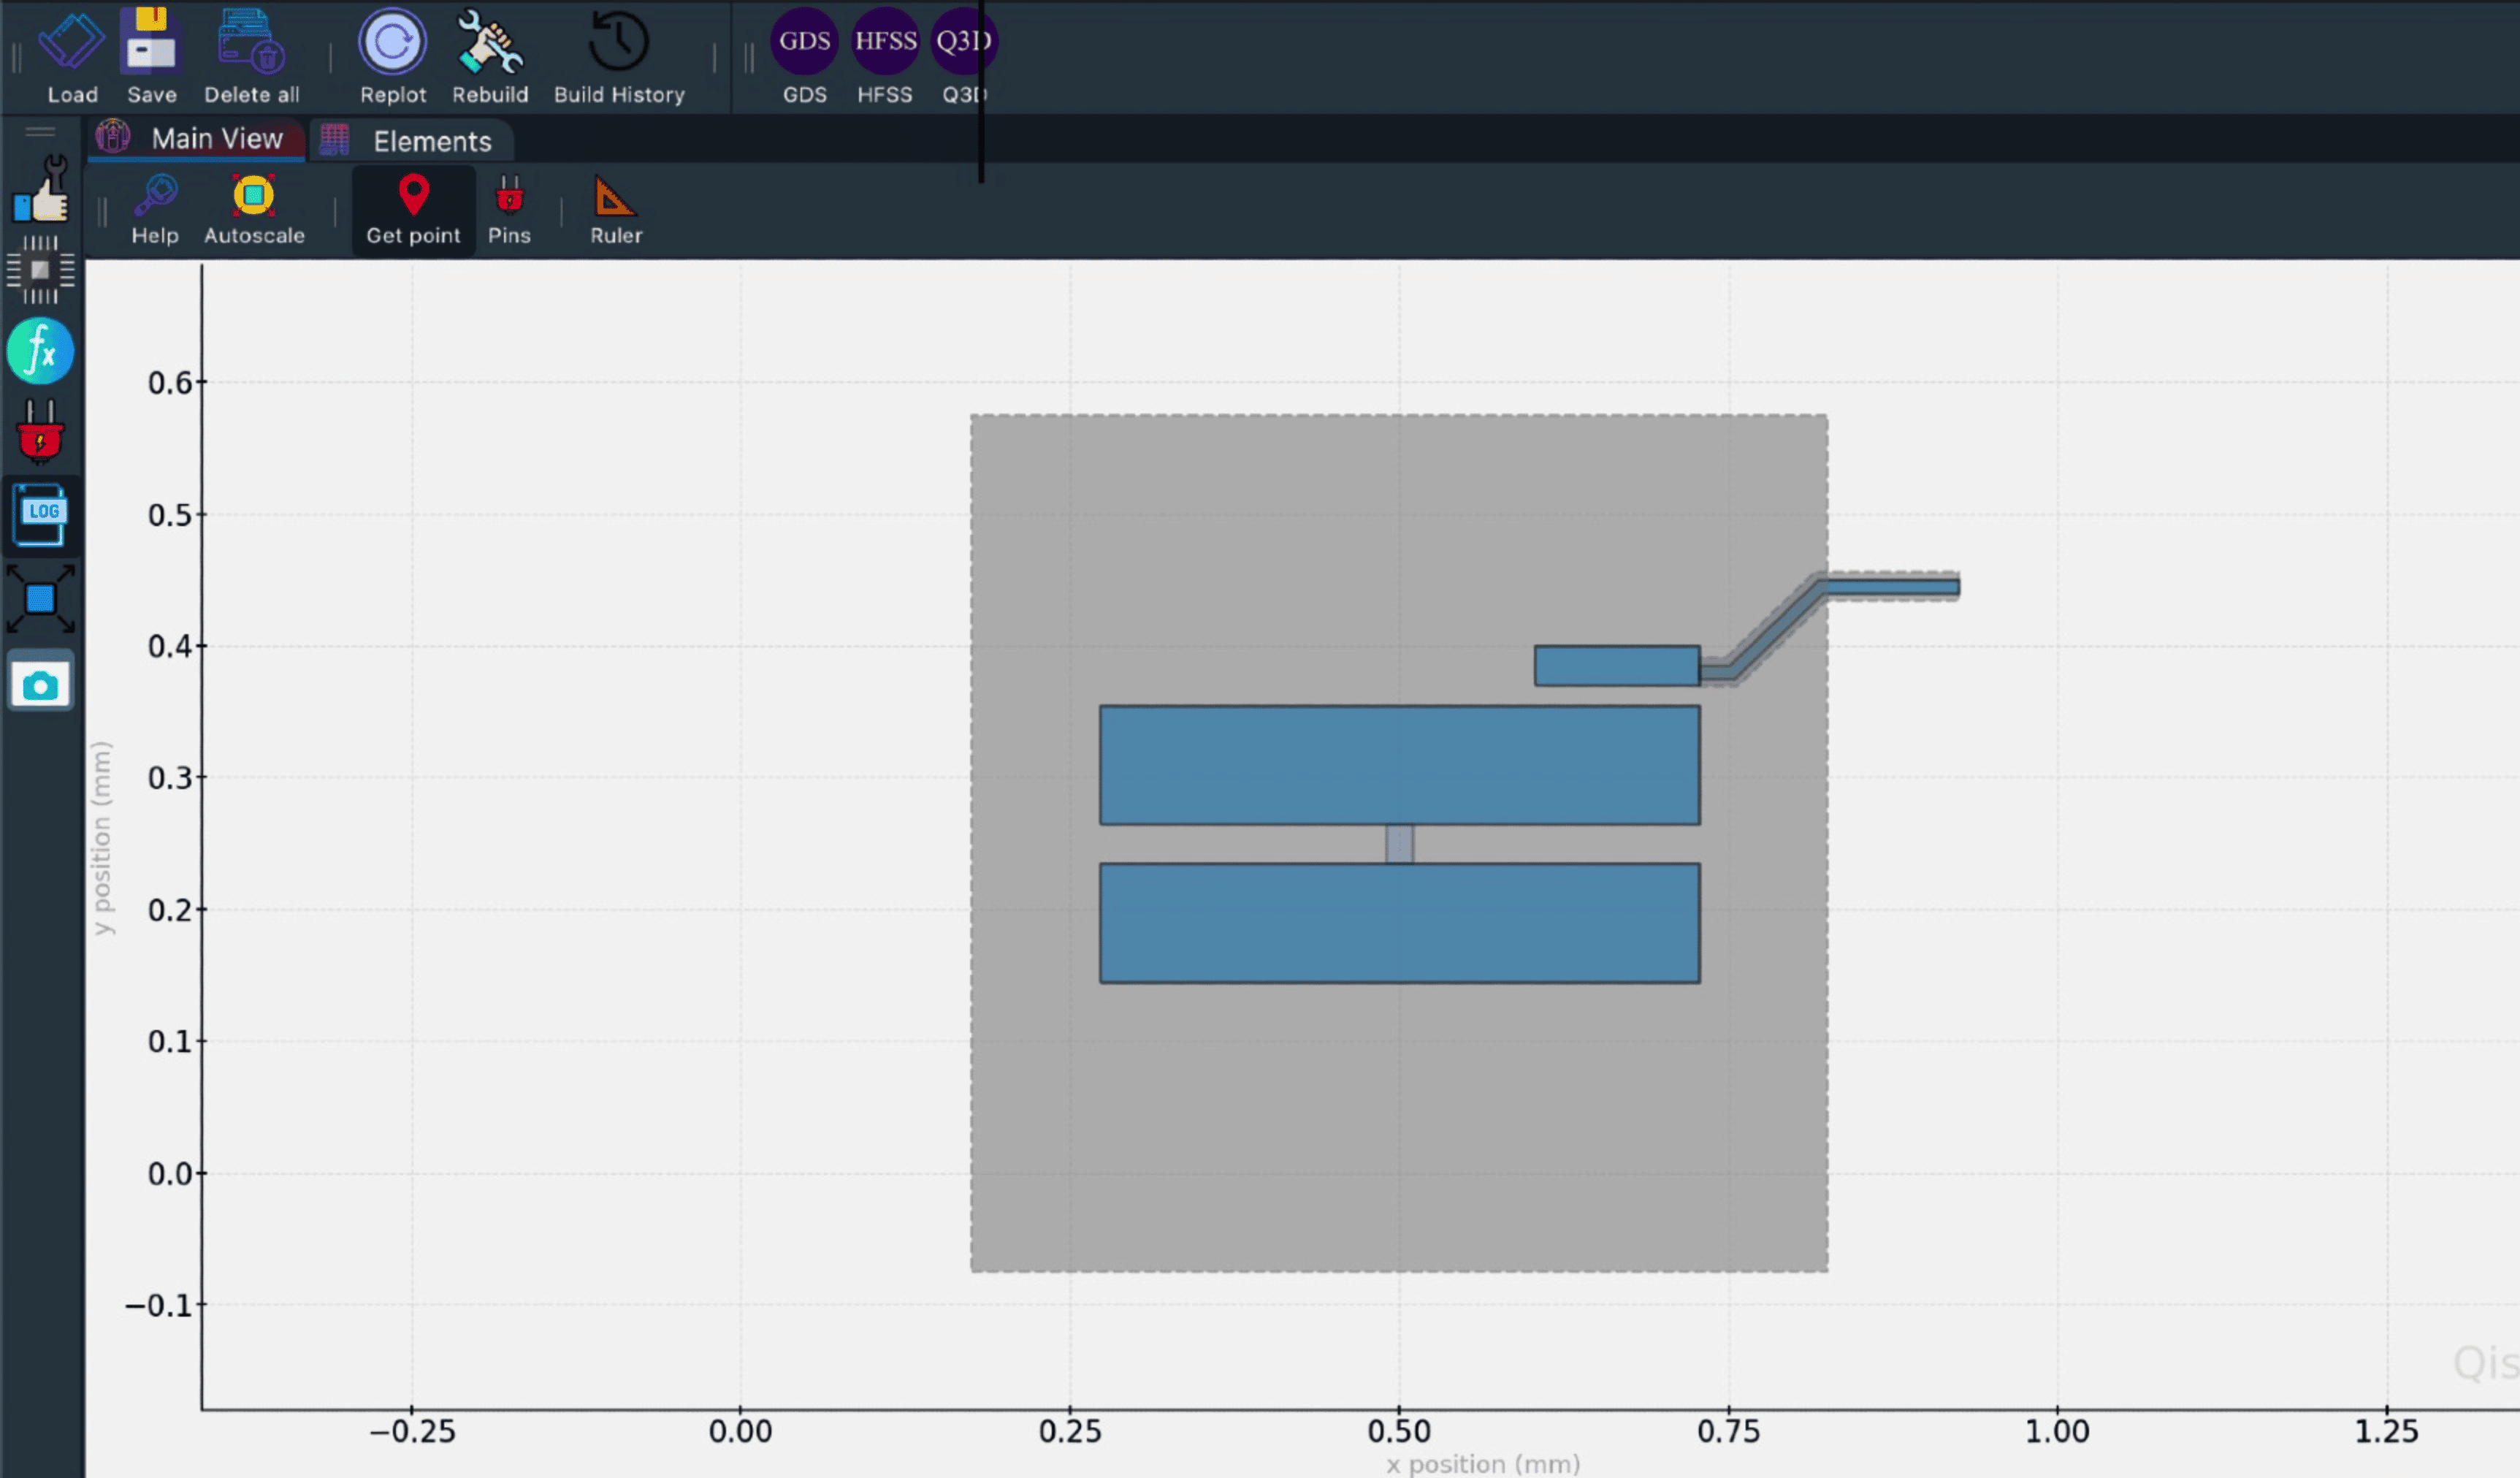 GDS HFSS Q3D
Load Save Delete all Replot Rebuild Build History GDS HFSS Q3D
Main View Elements
Help Autoscale Get point Pins Ruler
fx
LOG
0.6
0.5
0.4
0.3
0.2
0.1
0.0
−0.1
y position (mm)
−0.25 0.00 0.25 0.50 0.75 1.00 1.25
x position (mm)
Qis